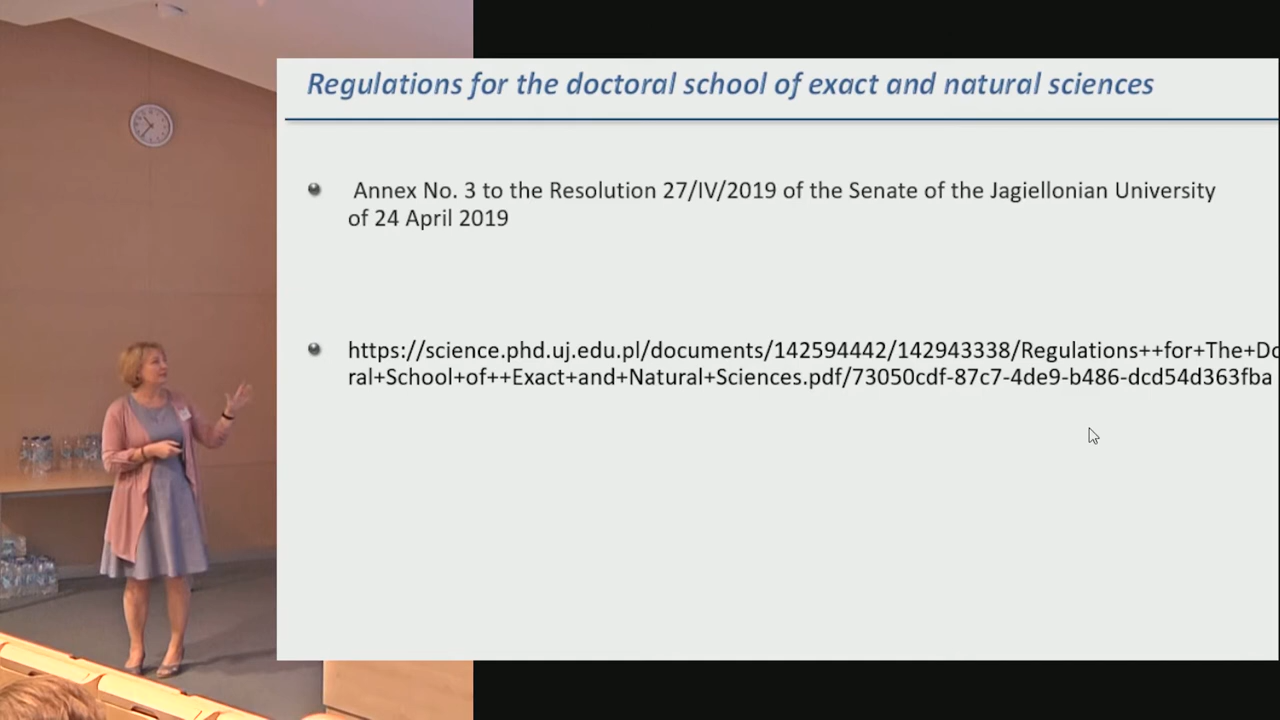 Regulations for the doctoral school of exact and natural sciences
Annex No. 3 to the Resolution 27/IV/2019 of the Senate of the Jagiellonian University
of 24 April 2019
https://science.phd.uj.edu.pl/documents/142594442/142943338/Regulations++for+The+Do
ral+School+of++Exact+and+Natural+Sciences.pdf/73050cdf-87c7-4de9-b486-dcd54d363fba